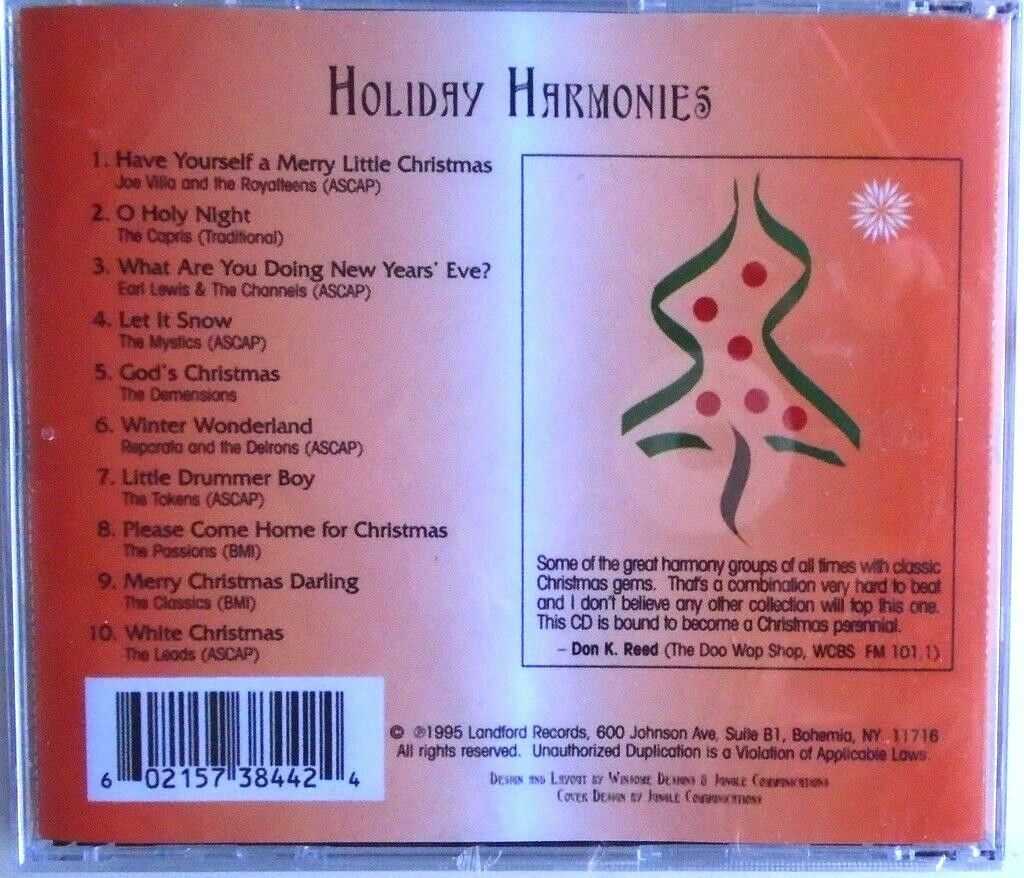 HOLIDAY HARMONIES
1. Have Yourself a Merry Little Christmas
Joe Villa and the Royalteens (ASCAP)
2. O Holy Night
The Capris (Traditional)
3. What Are You Doing New Years' Eve?
Earl Lewis & The Channels (ASCAP)
4. Let It Snow
The Mystics (ASCAP)
5. God's Christmas
The Demensions
6. Winter Wonderland
Reparata and the Delrons (ASCAP)
7. Little Drummer Boy
The Tokens (ASCAP)
8. Please Come Home for Christmas
The Passions (BMI)
9. Merry Christmas Darling
The Classics (BMI)
10. White Christmas
The Leads (ASCAP)
Some of the great harmony groups of all times with classic
Christmas gems. That's a combination very hard to beat
and I don't believe any other collection will top this one.
This CD is bound to become a Christmas perennial.
– Don K. Reed (The Doo Wop Shop, WCBS FM 101.1)
6 02157 38442 4
© ℗1995 Landford Records, 600 Johnson Ave, Suite B1, Bohemia, NY 11716
All rights reserved. Unauthorized Duplication is a Violation of Applicable Laws.
DESIGN AND LAYOUT BY WINSOME DESIGNS & JUNGLE COMMUNICATIONS
COVER DESIGN BY JUNGLE COMMUNICATIONS